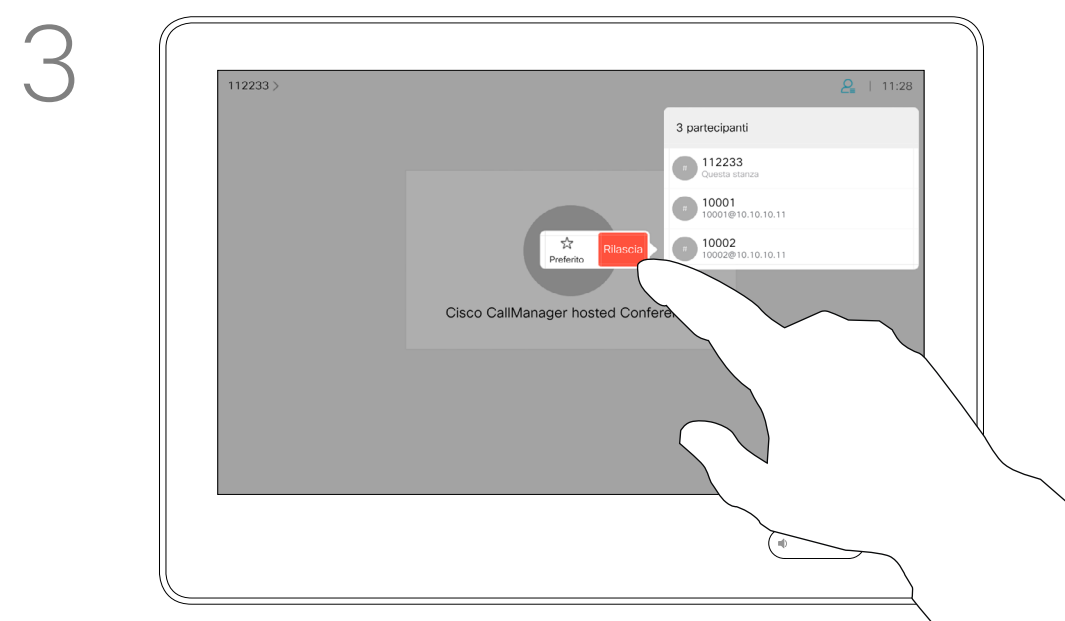 3
112233 >
11:28
3 partecipanti
# 112233
Questa stanza
# 10001
10001@10.10.10.11
# 10002
10002@10.10.10.11
Preferito
Rilascia
Cisco CallManager hosted Confere